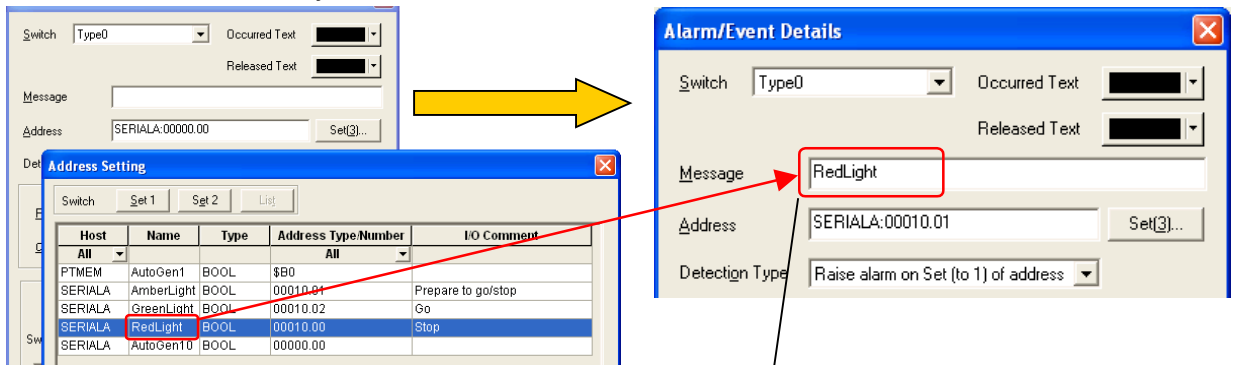 Switch Type0 Occurred Text
Released Text
Message
Address SERIALA:00000.00 Set(3)...
Det
Address Setting
Switch Set 1 Set 2 List
Host Name Type Address Type/Number I/O Comment
All All
PTMEM AutoGen1 BOOL $B0
SERIALA AmberLight BOOL 00010.01 Prepare to go/stop
SERIALA GreenLight BOOL 00010.02 Go
SERIALA RedLight BOOL 00010.00 Stop
SERIALA AutoGen10 BOOL 00000.00
Sw
Alarm/Event Details
Switch Type0 Occurred Text
Released Text
Message RedLight
Address SERIALA:00010.01 Set(3)...
Detection Type Raise alarm on Set (to 1) of address